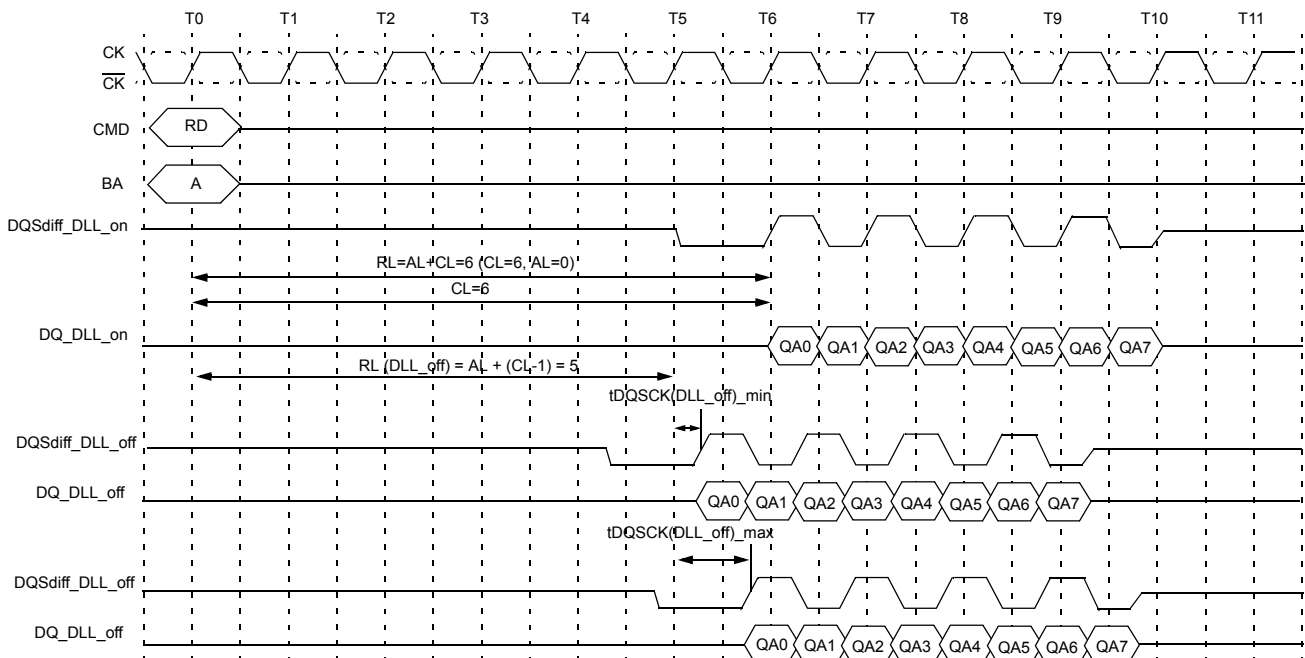 T0 T1 T2 T3 T4 T5 T6 T7 T8 T9 T10 T11
CK
CK
CMD RD
BA A
DQSdiff_DLL_on
RL=AL+CL=6 (CL=6, AL=0)
CL=6
DQ_DLL_on QA0 QA1 QA2 QA3 QA4 QA5 QA6 QA7
RL (DLL_off) = AL + (CL-1) = 5
tDQSCK(DLL_off)_min
DQSdiff_DLL_off
DQ_DLL_off QA0 QA1 QA2 QA3 QA4 QA5 QA6 QA7
tDQSCK(DLL_off)_max
DQSdiff_DLL_off
DQ_DLL_off QA0 QA1 QA2 QA3 QA4 QA5 QA6 QA7